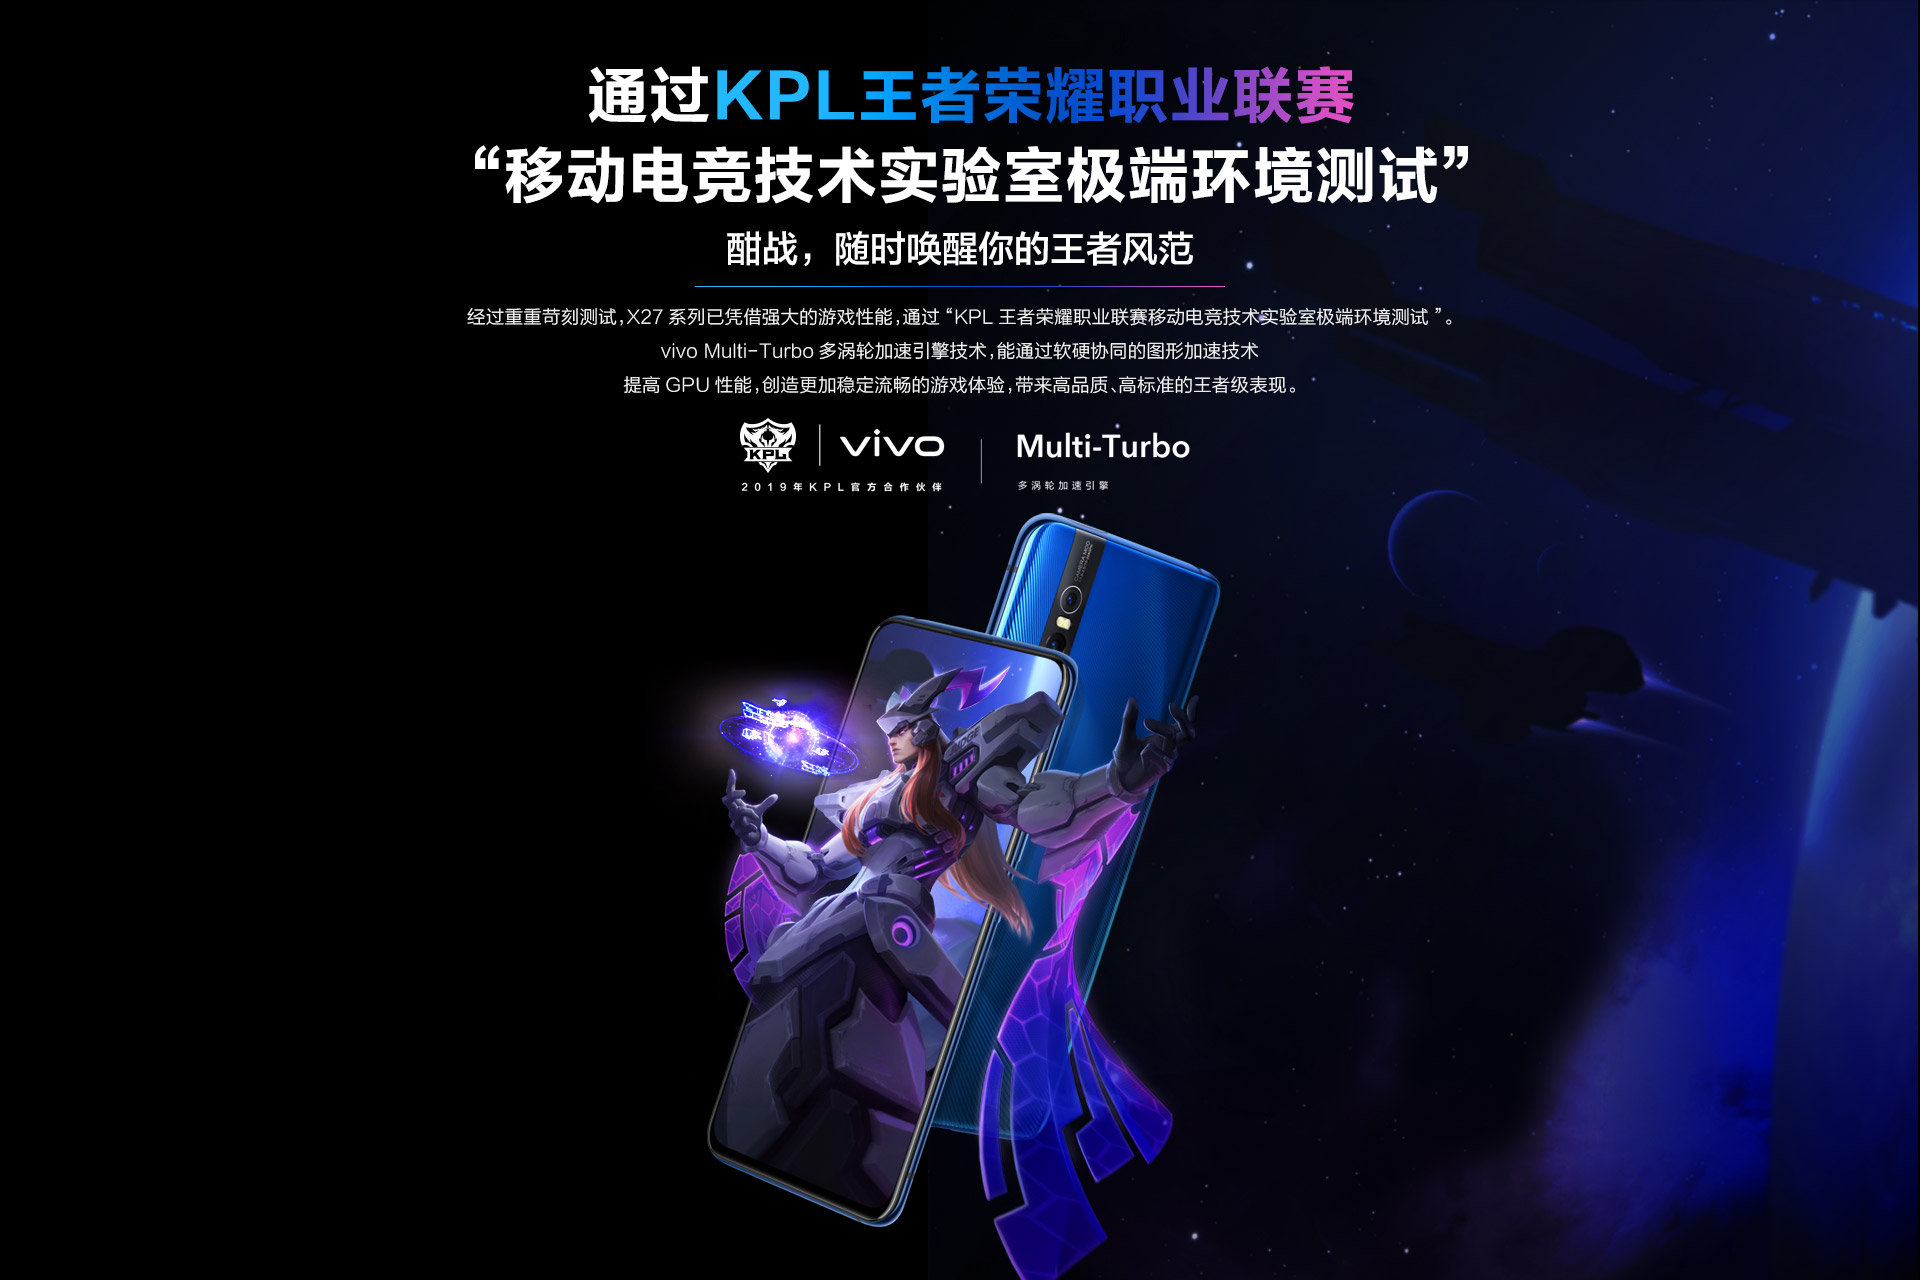 通过KPL王者荣耀职业联赛
“移动电竞技术实验室极端环境测试”
酣战，随时唤醒你的王者风范
经过重重苛刻测试，X27 系列已凭借强大的游戏性能，通过 “KPL 王者荣耀职业联赛移动电竞技术实验室极端环境测试 ”。
vivo Multi-Turbo 多涡轮加速引擎技术，能通过软硬协同的图形加速技术
提高 GPU 性能，创造更加稳定流畅的游戏体验，带来高品质、高标准的王者级表现。
KPL
vivo
Multi-Turbo
2019年KPL官方合作伙伴
多涡轮加速引擎